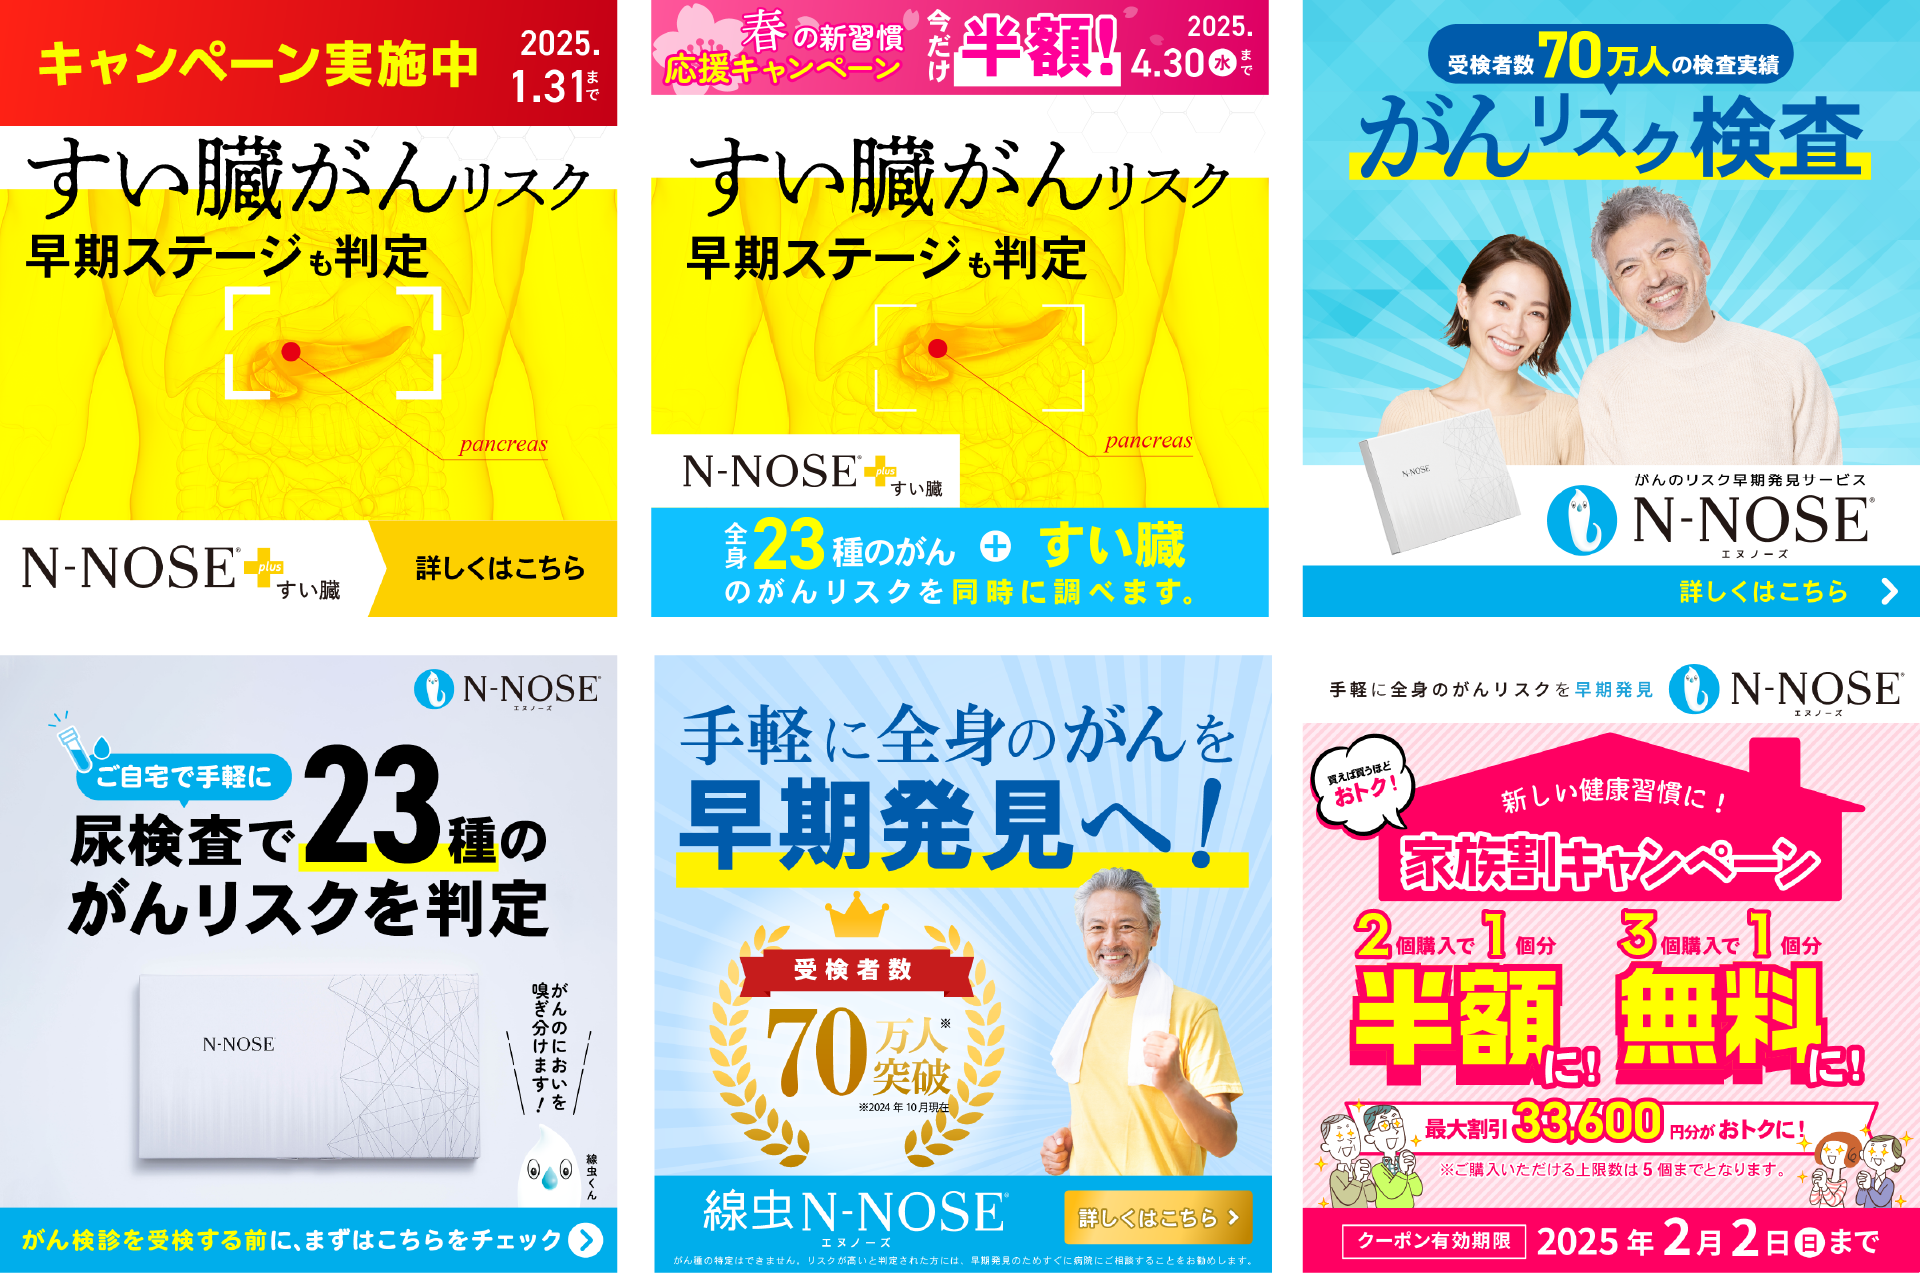 キャンペーン実施中
2025.
1.31まで
すい臓がんリスク
早期ステージも判定
pancreas
N-NOSE® plus すい臓
詳しくはこちら
春の新習慣
応援キャンペーン
今だけ
半額!
2025.
4.30(水)まで
すい臓がんリスク
早期ステージも判定
pancreas
N-NOSE® plus すい臓
全身23種のがん+すい臓
のがんリスクを同時に調べます。
受検者数70万人の検査実績
がんリスク検査
N-NOSE
がんのリスク早期発見サービス
N-NOSE®
エヌノーズ
詳しくはこちら
N-NOSE®
エヌノーズ
ご自宅で手軽に
尿検査で23種の
がんリスクを判定
N-NOSE
がんのにおいを
嗅ぎ分けます!
線虫くん
がん検診を受検する前に、まずはこちらをチェック
手軽に全身のがんを
早期発見へ!
受検者数
70万人※
突破
※2024年10月現在
線虫N-NOSE®
エヌノーズ
詳しくはこちら
がん種の特定はできません。リスクが高いと判定された方には、早期発見のためすぐに病院にご相談することをお勧めします。
手軽に全身のがんリスクを早期発見
N-NOSE®
エヌノーズ
買えば買うほど
おトク!
新しい健康習慣に!
家族割キャンペーン
2個購入で1個分
半額に!
3個購入で1個分
無料に!
最大割引33,600円分がおトクに!
※ご購入いただける上限数は5個までとなります。
クーポン有効期限
2025年2月2日(日)まで